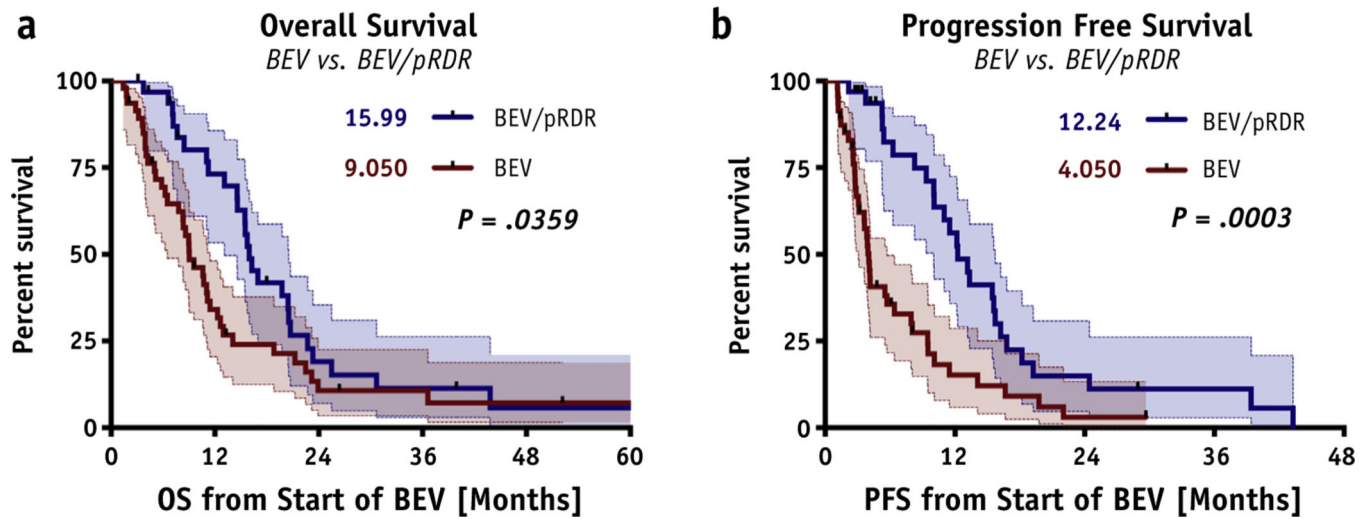 a
Overall Survival
BEV vs. BEV/pRDR
Percent survival
100
75
50
25
0
15.99 BEV/pRDR
9.050 BEV
P = .0359
0 12 24 36 48 60
OS from Start of BEV [Months]
b
Progression Free Survival
BEV vs. BEV/pRDR
Percent survival
100
75
50
25
0
12.24 BEV/pRDR
4.050 BEV
P = .0003
0 12 24 36 48
PFS from Start of BEV [Months]